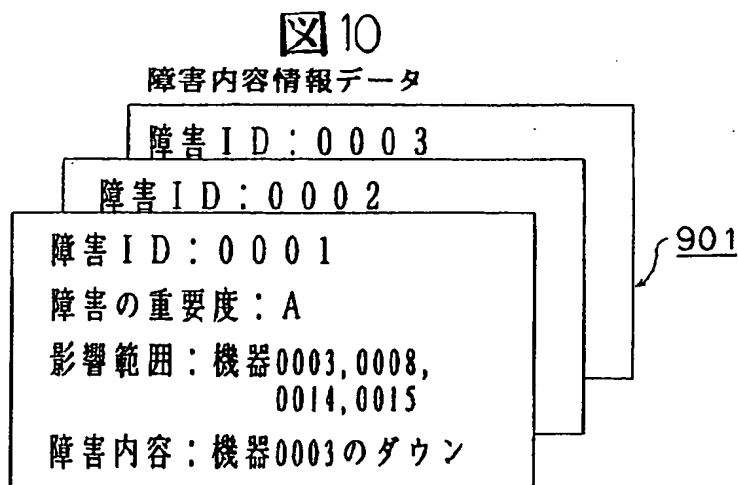 図10
障害内容情報データ
障害ID:0003
障害ID:0002
障害ID:0001
901
障害の重要度:A
影響範囲:機器0003,0008,
0014,0015
障害内容:機器0003のダウン